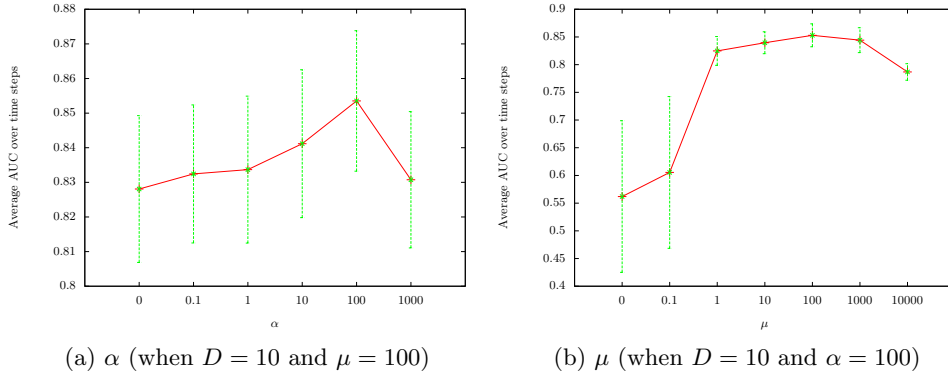 Average AUC over time steps
0.88
0.87
0.86
0.85
0.84
0.83
0.82
0.81
0.8
0 0.1 1 10 100 1000
α
(a) α (when D = 10 and μ = 100)
Average AUC over time steps
0.9
0.85
0.8
0.75
0.7
0.65
0.6
0.55
0.5
0.45
0.4
0 0.1 1 10 100 1000 10000
μ
(b) μ (when D = 10 and α = 100)